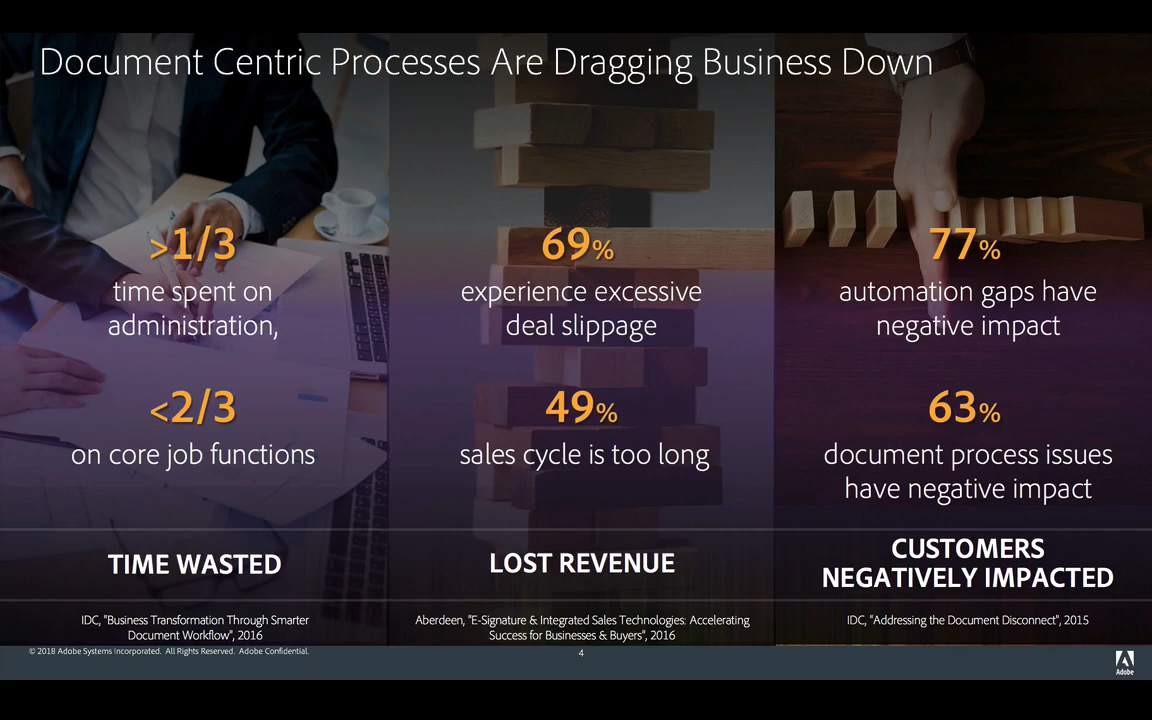 Document Centric Processes Are Dragging Business Down
>1/3
time spent on
administration,
<2/3
on core job functions
TIME WASTED
IDC, "Business Transformation Through Smarter
Document Workflow", 2016
69%
experience excessive
deal slippage
49%
sales cycle is too long
LOST REVENUE
Aberdeen, "E-Signature & Integrated Sales Technologies: Accelerating
Success for Businesses & Buyers", 2016
77%
automation gaps have
negative impact
63%
document process issues
have negative impact
CUSTOMERS
NEGATIVELY IMPACTED
IDC, "Addressing the Document Disconnect", 2015
© 2018 Adobe Systems Incorporated. All Rights Reserved. Adobe Confidential.
4
Adobe